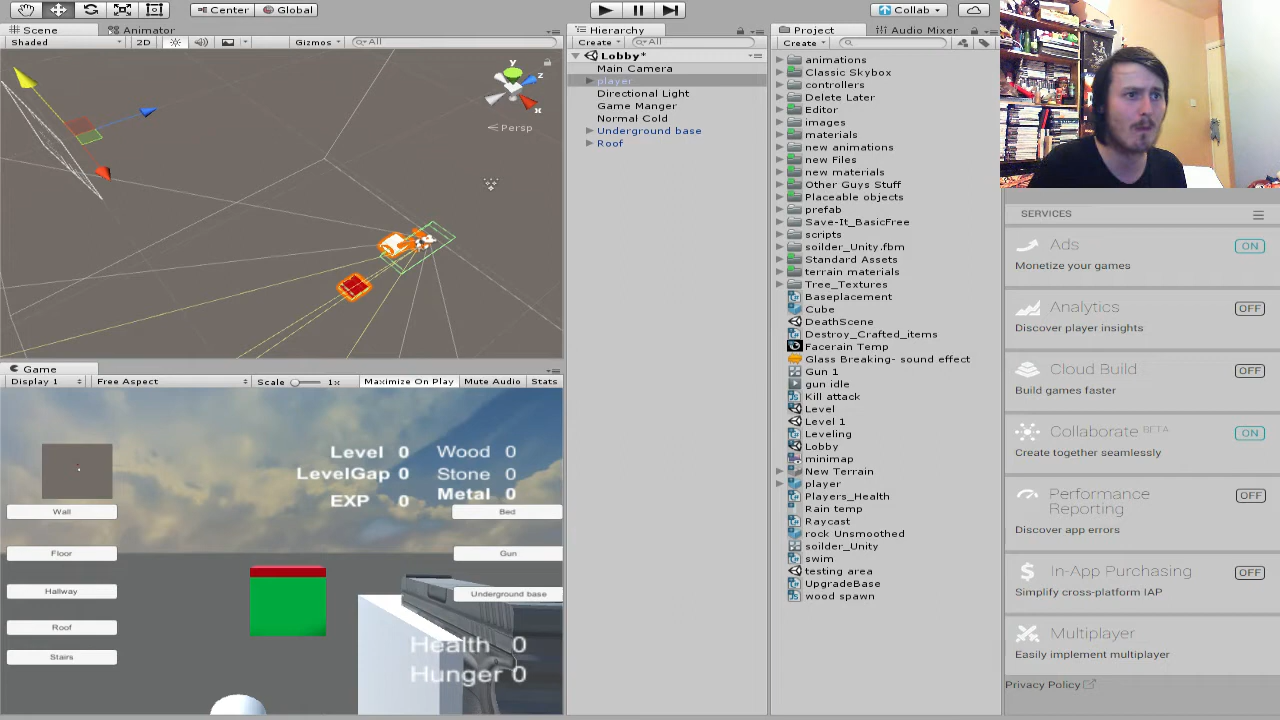 Center
Global
Collab
Scene
Animator
Shaded
2D
Gizmos
All
y
z
x
Persp
Game
Display 1
Free Aspect
Scale
1x
Maximize On Play
Mute Audio
Stats
Level 0
Wood 0
LevelGap 0
Stone 0
EXP 0
Metal 0
Wall
Bed
Floor
Gun
Hallway
Underground base
Roof
Stairs
Health 0
Hunger 0
Hierarchy
Create
All
Lobby*
Main Camera
player
Directional Light
Game Manger
Normal Cold
Underground base
Roof
Project
Audio Mixer
Create
animations
Classic Skybox
controllers
Delete Later
Editor
images
materials
new animations
new Files
new materials
Other Guys Stuff
Placeable objects
prefab
Save-It_BasicFree
scripts
soilder_Unity.fbm
Standard Assets
terrain materials
Tree_Textures
Baseplacement
Cube
DeathScene
Destroy_Crafted_items
Facerain Temp
Glass Breaking- sound effect
Gun 1
gun idle
Kill attack
Level
Level 1
Leveling
Lobby
minimap
New Terrain
player
Players_Health
Rain temp
Raycast
rock Unsmoothed
soilder_Unity
swim
testing area
UpgradeBase
wood spawn
SERVICES
Ads
ON
Monetize your games
Analytics
OFF
Discover player insights
Cloud Build
OFF
Build games faster
Collaborate BETA
ON
Create together seamlessly
Performance
Reporting
OFF
Discover app errors
In-App Purchasing
OFF
Simplify cross-platform IAP
Multiplayer
Easily implement multiplayer
Privacy Policy